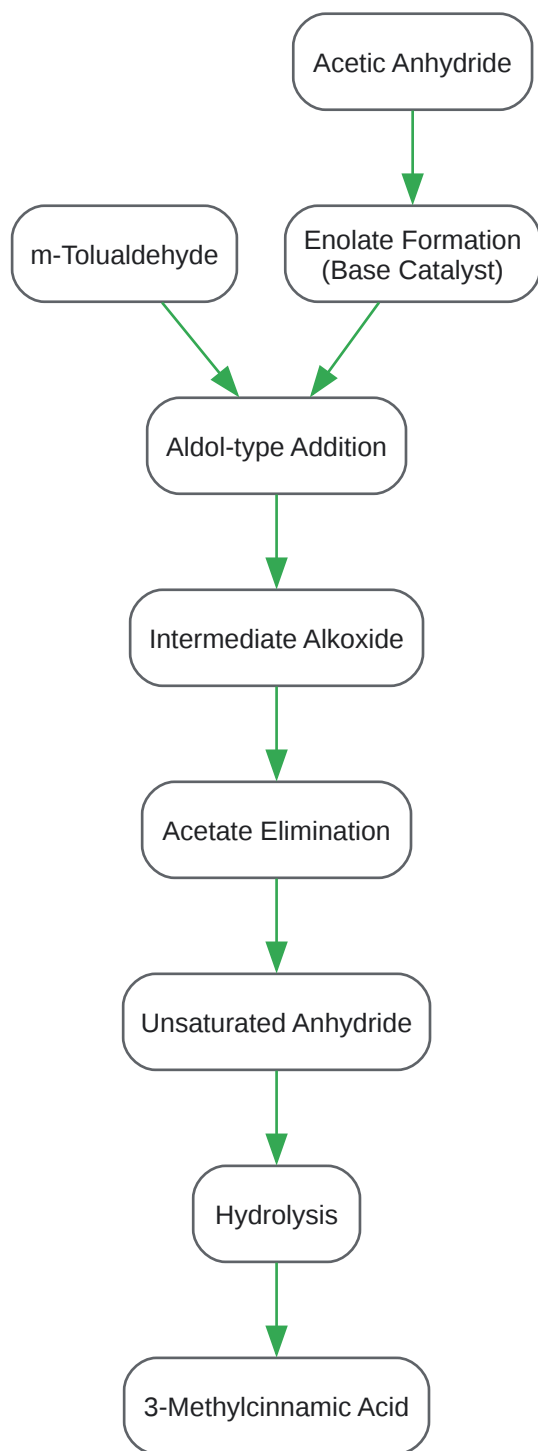 Acetic Anhydride
m-Tolualdehyde
Enolate Formation
(Base Catalyst)
Aldol-type Addition
Intermediate Alkoxide
Acetate Elimination
Unsaturated Anhydride
Hydrolysis
3-Methylcinnamic Acid